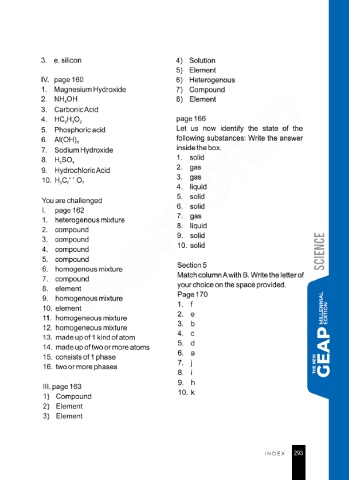 3. e. silicon
IV. page 160
1. Magnesium Hydroxide
2. NH₄OH
3. Carbonic Acid
4. HC₂H₃O₂
5. Phosphoric acid
6. Al(OH)₃
7. Sodium Hydroxide
8. H₂SO₄
9. Hydrochloric Acid
You are challenged
I. page 162
1. heterogenous mixture
2. compound
3. compound
4. compound
5. compound
6. homogenous mixture
7. compound
8. element
9. homogenous mixture
10. element
11. homogeneous mixture
12. homogeneous mixture
13. made up of 1 kind of atom
14. made up of two or more atoms
15. consists of 1 phase
16. two or more phases
III. page 163
1) Compound
2) Element
3) Element
4) Solution
5) Element
6) Heterogenous
7) Compound
8) Element
page 166
Let us now identify the state of the
following substances: Write the answer
inside the box.
1. solid
2. gas
3. gas
4. liquid
5. solid
6. solid
7. gas
8. liquid
9. solid
10. solid
Section 5
Match column A with B. Write the letter of
your choice on the space provided.
Page 170
1. f
2. e
3. b
4. c
5. d
6. a
7. j
8. i
9. h
10. k
SCIENCE
THE NEW
GEAP
MILLENNIAL
EDITION
INDEX 293